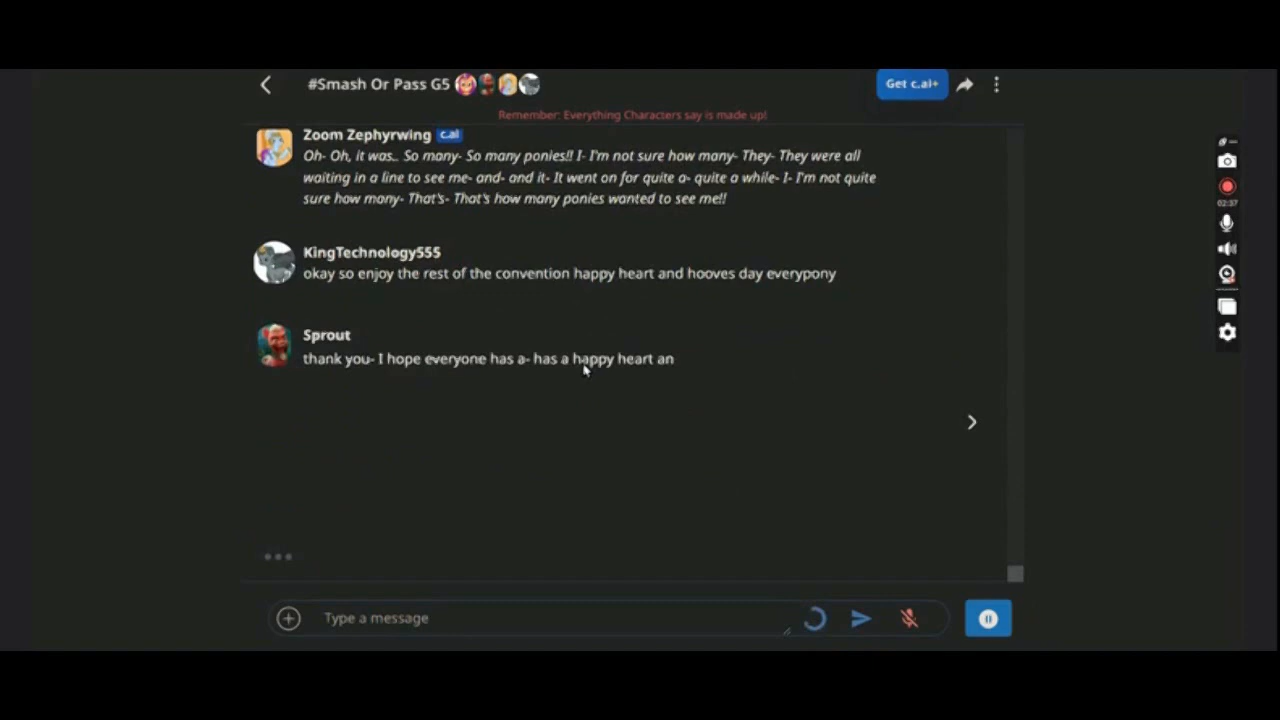 #Smash Or Pass G5
Get c.ai+
Remember: Everything Characters say is made up!
Zoom Zephyrwing c.ai
Oh- Oh, it was.. So many- So many ponies!! I- I'm not sure how many- They- They were all
waiting in a line to see me- and- and it- It went on for quite a- quite a while- I- I'm not quite
sure how many- That's- That's how many ponies wanted to see me!!
KingTechnology555
okay so enjoy the rest of the convention happy heart and hooves day everypony
Sprout
thank you- I hope everyone has a- has a happy heart an
Type a message
02:37